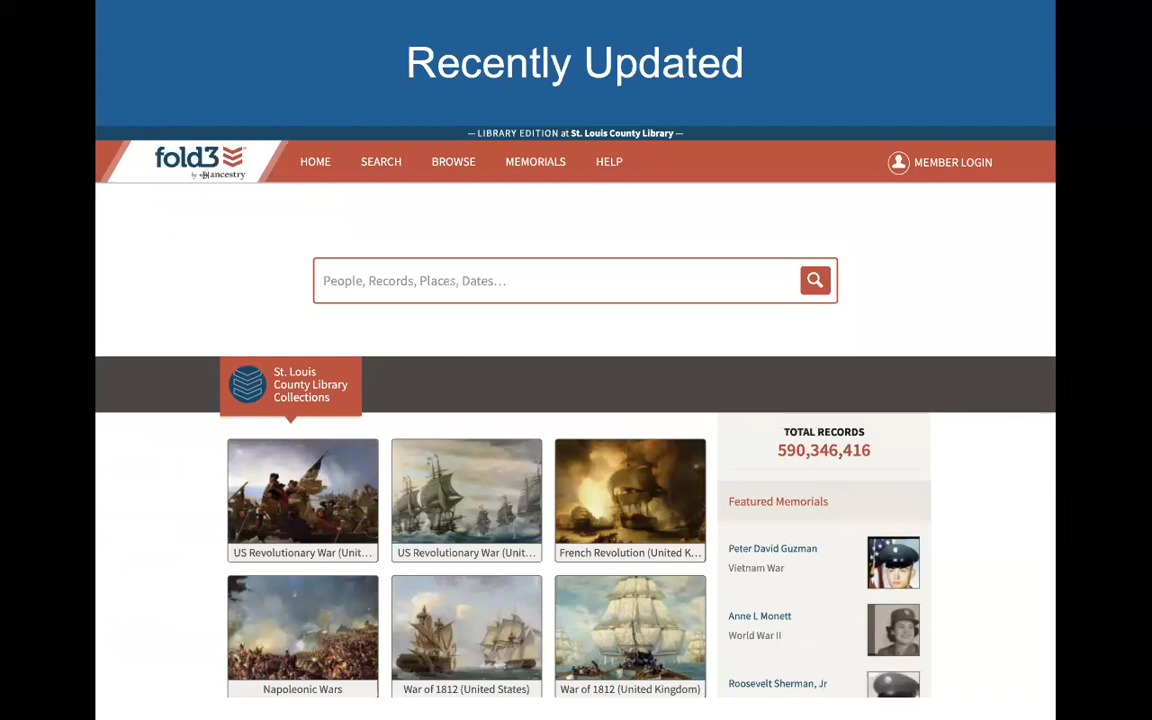 Recently Updated
— LIBRARY EDITION at St. Louis County Library —
fold3
by ancestry
HOME SEARCH BROWSE MEMORIALS HELP MEMBER LOGIN
People, Records, Places, Dates...
St. Louis
County Library
Collections
TOTAL RECORDS
590,346,416
Featured Memorials
US Revolutionary War (Unit... US Revolutionary War (Unit... French Revolution (United K...
Peter David Guzman
Vietnam War
Anne L Monett
World War II
Roosevelt Sherman, Jr
Napoleonic Wars War of 1812 (United States) War of 1812 (United Kingdom)